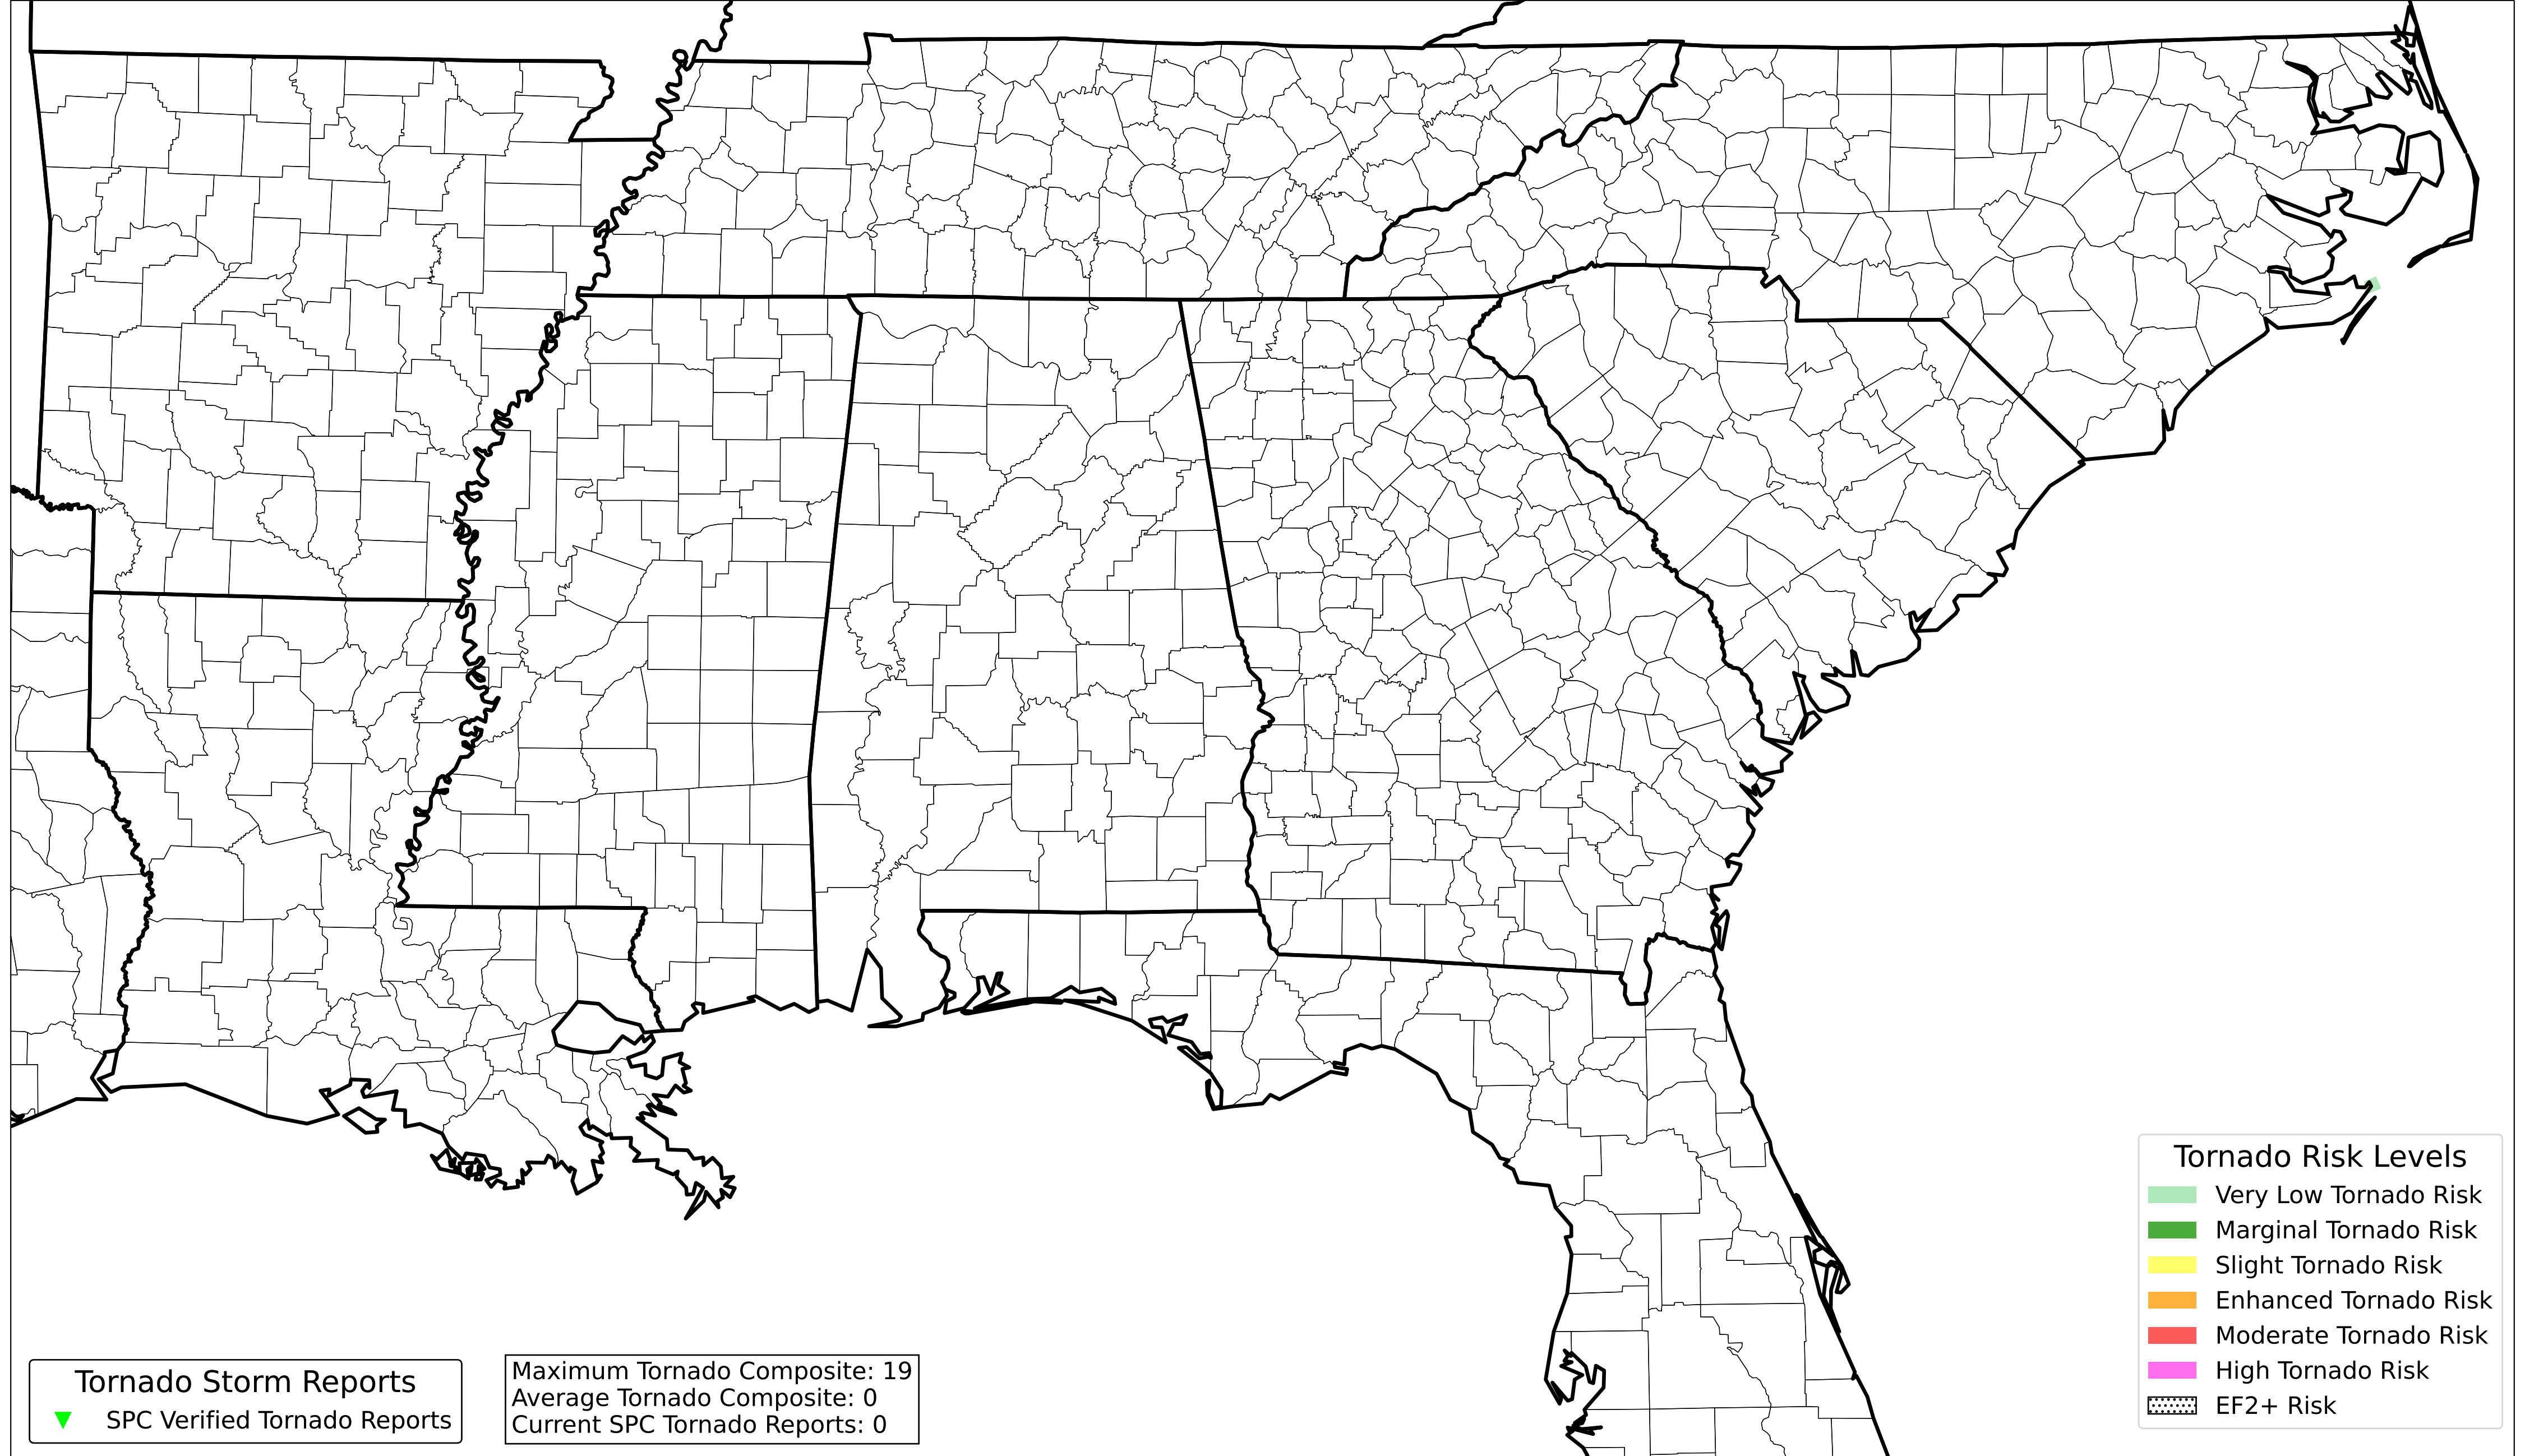 Tornado Storm Reports
SPC Verified Tornado Reports
Maximum Tornado Composite: 19
Average Tornado Composite: 0
Current SPC Tornado Reports: 0
Tornado Risk Levels
Very Low Tornado Risk
Marginal Tornado Risk
Slight Tornado Risk
Enhanced Tornado Risk
Moderate Tornado Risk
High Tornado Risk
EF2+ Risk